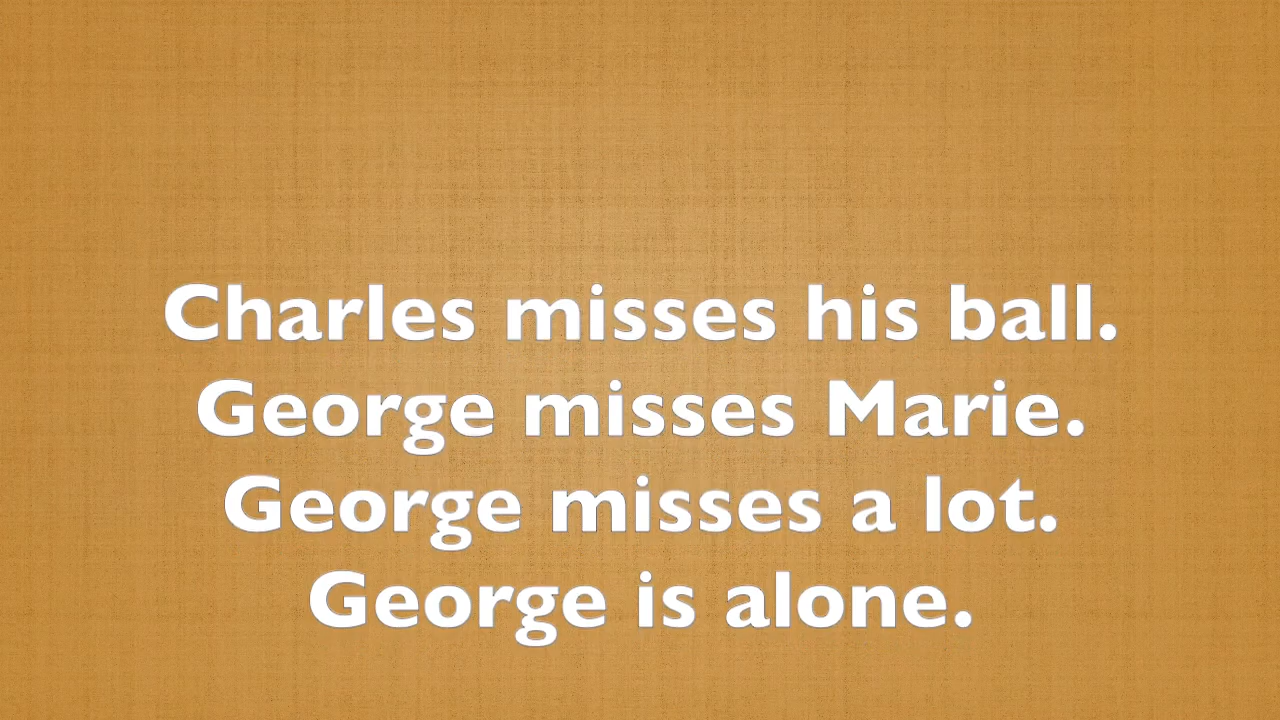 Charles misses his ball.
George misses Marie.
George misses a lot.
George is alone.